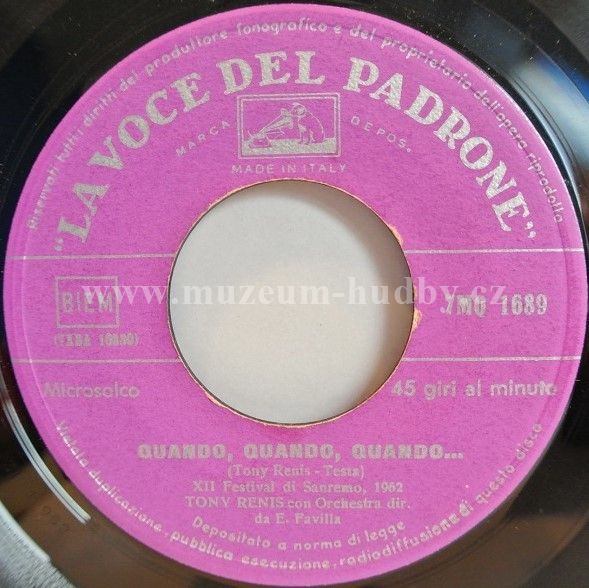 Riservati tutti i diritti del produttore fonografico e del proprietario dell'opera riprodotta
"LA VOCE DEL PADRONE"
MARCA DEPOS.
MADE IN ITALY
www.muzeum-hudby.cz
BIEM
7MQ 1689
(7ABA 10880)
Microsolco
45 giri al minuto
QUANDO, QUANDO, QUANDO...
(Tony Renis - Testa)
XII Festival di Sanremo, 1962
TONY RENIS con Orchestra dir.
da E. Favilla
Depositato a norma di legge
Vietata duplicazione, pubblica esecuzione, radiodiffusione di questo disco